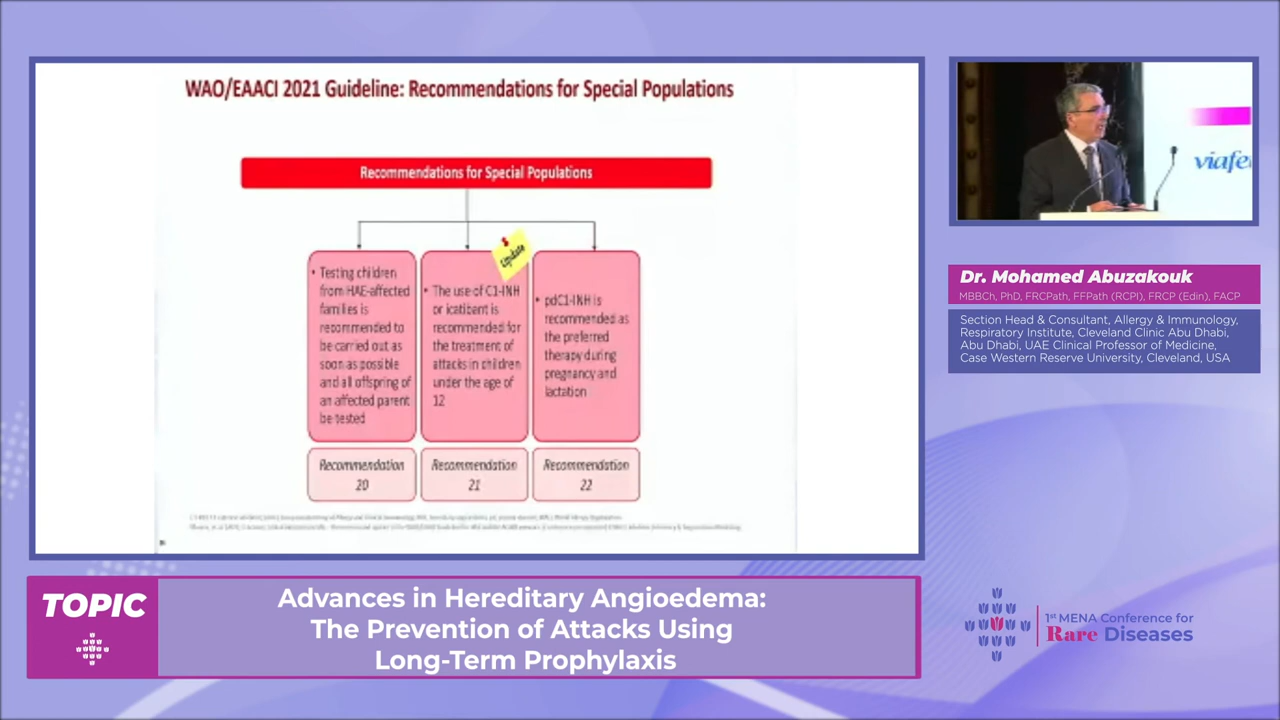 WAO/EAACI 2021 Guideline: Recommendations for Special Populations
Recommendations for Special Populations
Update
• Testing children
from HAE-affected
families is
recommended to
be carried out as
soon as possible
and all offspring of
an affected parent
be tested
• The use of C1-INH
or icatibant is
recommended for
the treatment of
attacks in children
under the age of
12
• pdC1-INH is
recommended as
the preferred
therapy during
pregnancy and
lactation
Recommendation
20
Recommendation
21
Recommendation
22
viafe
Dr. Mohamed Abuzakouk
MBBCh, PhD, FRCPath, FFPath (RCPI), FRCP (Edin), FACP
Section Head & Consultant, Allergy & Immunology,
Respiratory Institute, Cleveland Clinic Abu Dhabi,
Abu Dhabi, UAE Clinical Professor of Medicine,
Case Western Reserve University, Cleveland, USA
TOPIC
Advances in Hereditary Angioedema:
The Prevention of Attacks Using
Long-Term Prophylaxis
1st MENA Conference for
Rare Diseases